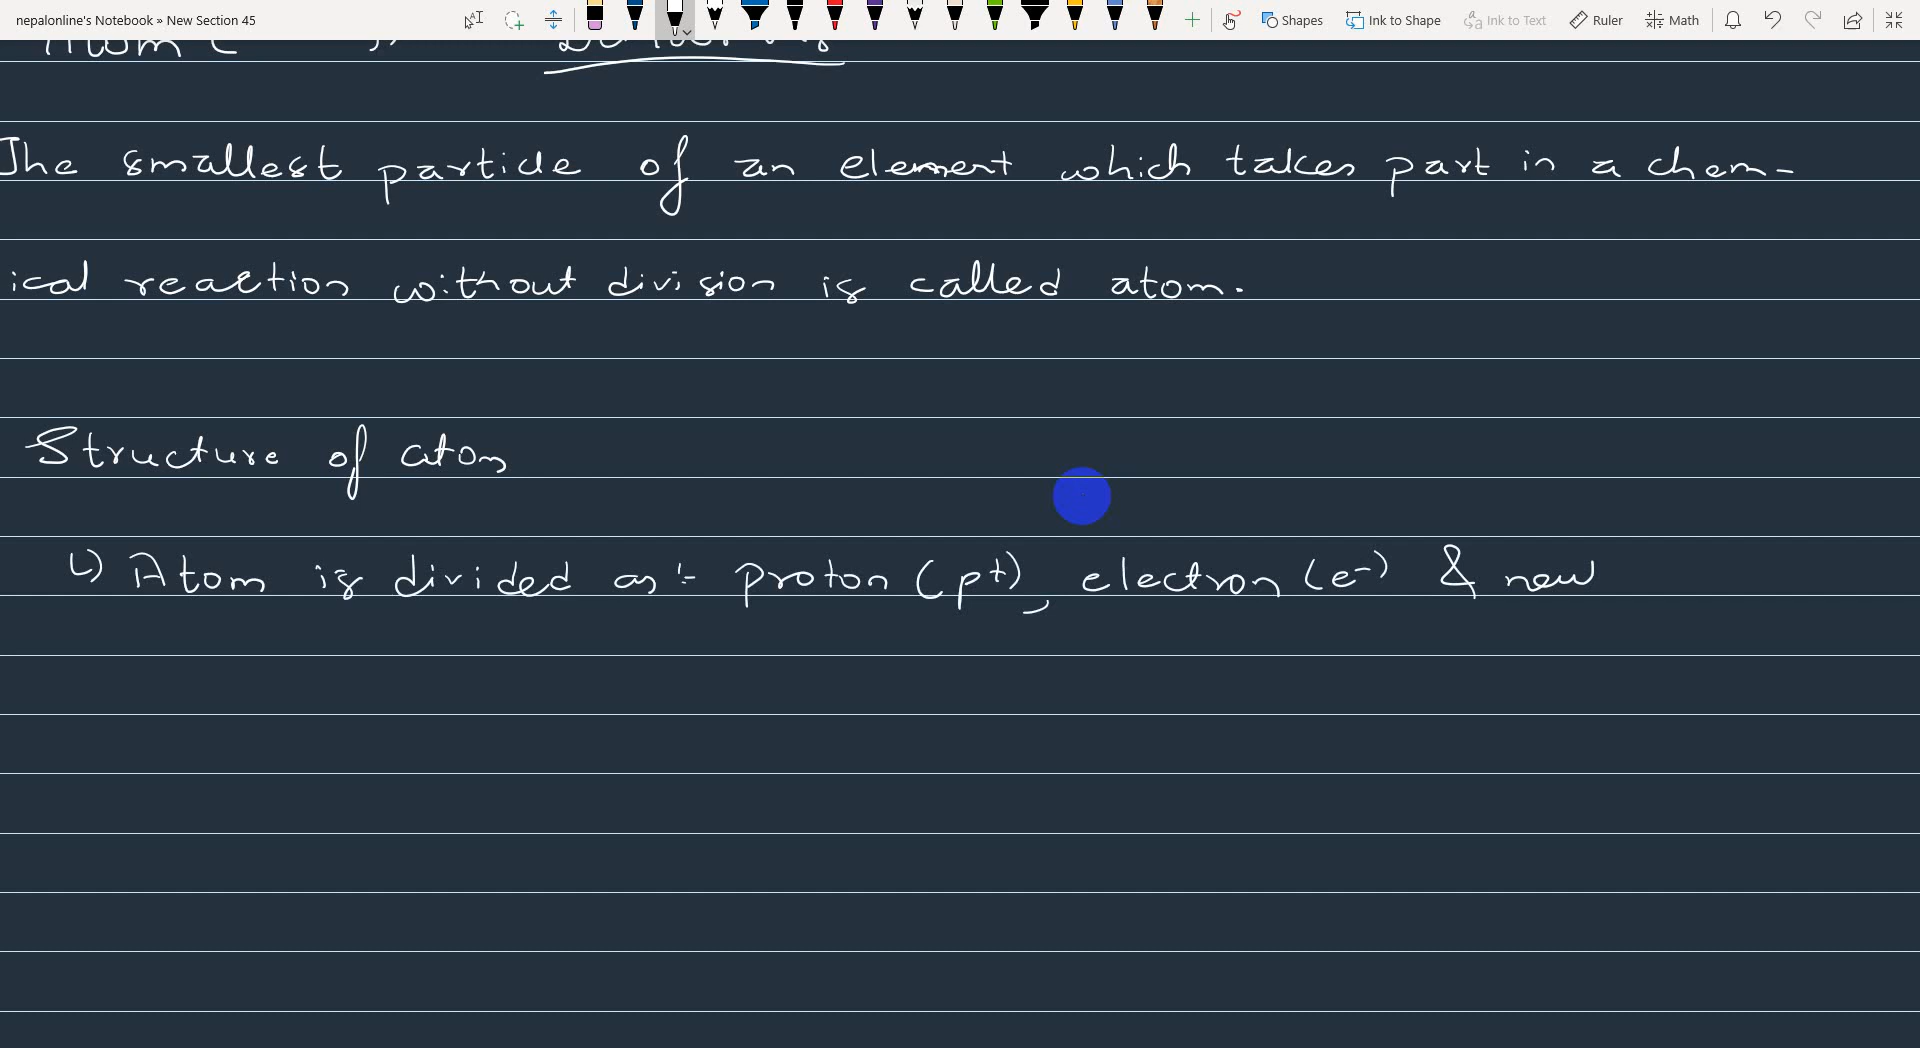 nepalonline's Notebook » New Section 45
Shapes Ink to Shape Ink to Text Ruler Math
Atom
The smallest particle of an element which takes part in a chem-
ical reaction without division is called atom.
Structure of atom
Atom is divided as :- proton (p+), electron (e-) & new